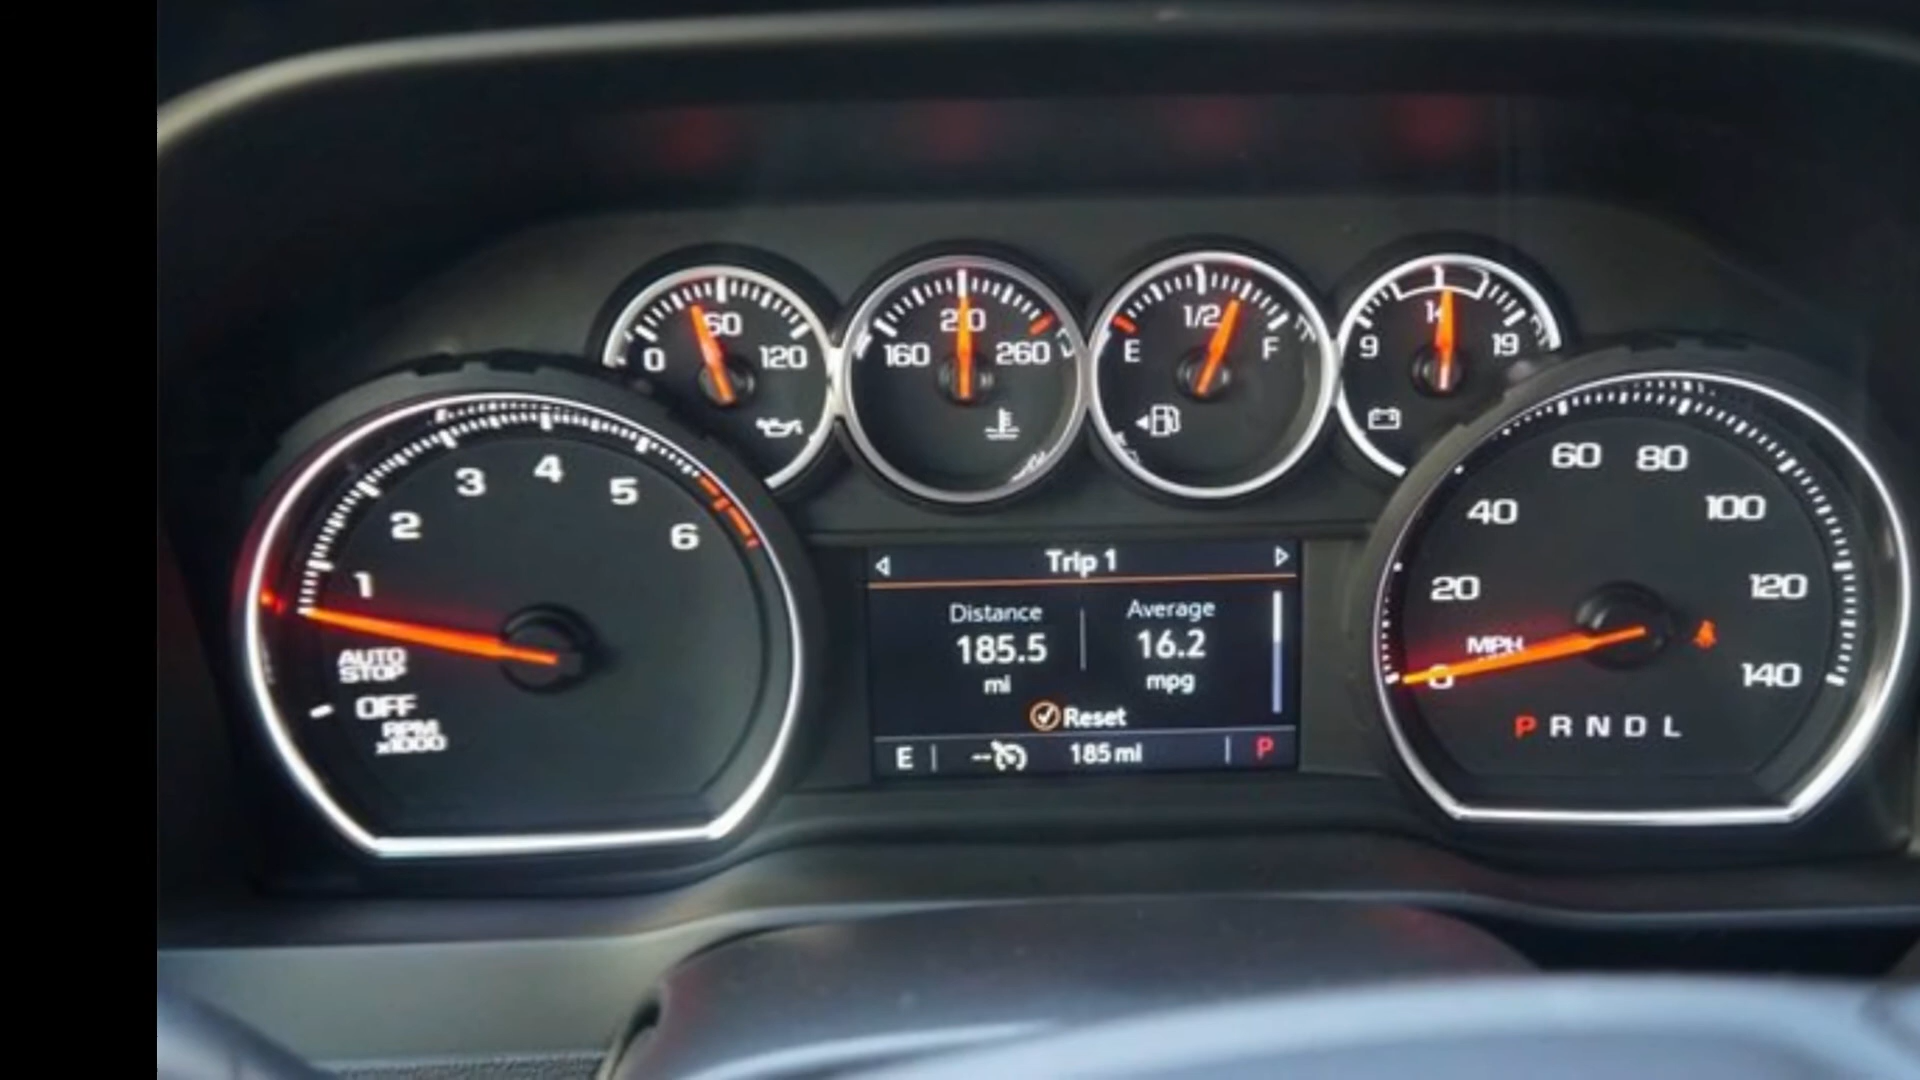 0 60 120
160 210 260
E 1/2 F
9 14 19
1 2 3 4 5 6
AUTO
STOP
OFF
RPM
x1000
Trip 1
Distance
185.5
mi
Average
16.2
mpg
Reset
E -- 185 mi P
0 20 40 60 80 100 120 140
MPH
P R N D L